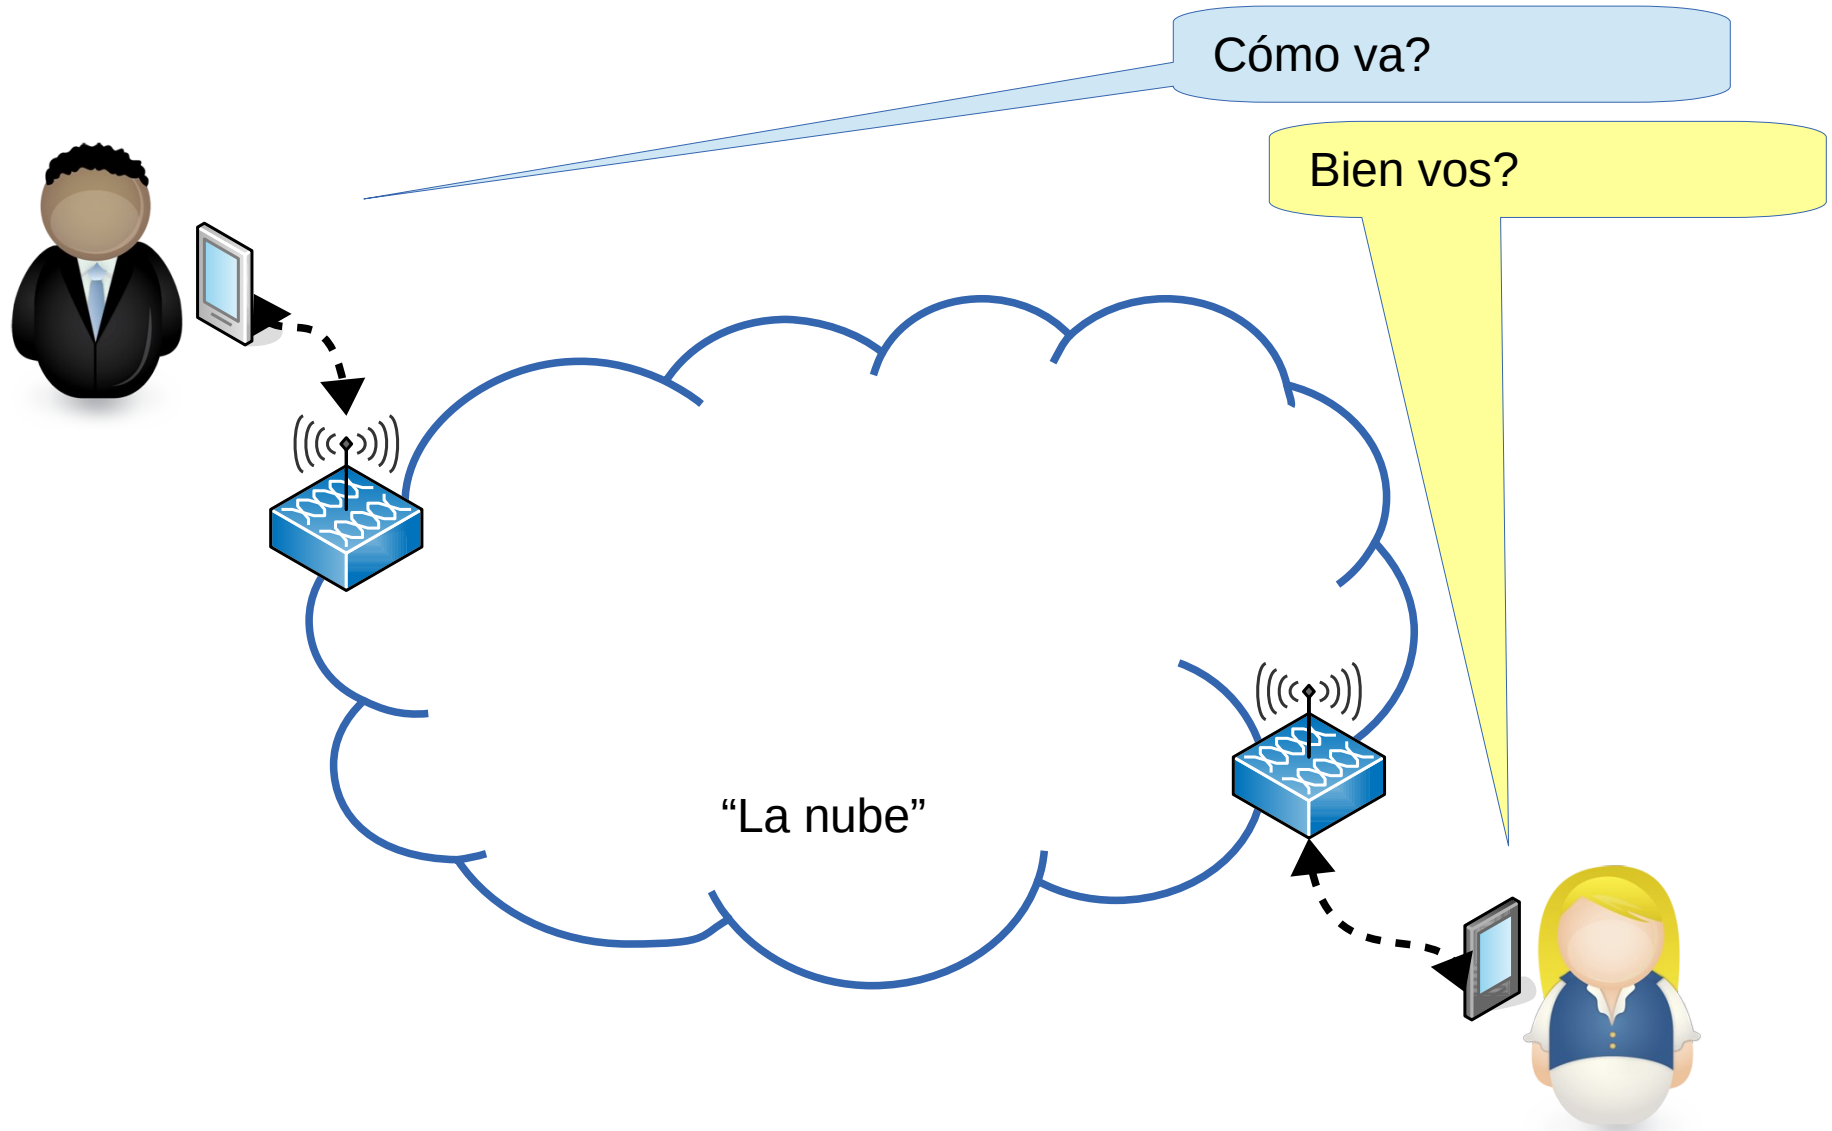 Cómo va?
Bien vos?
“La nube”